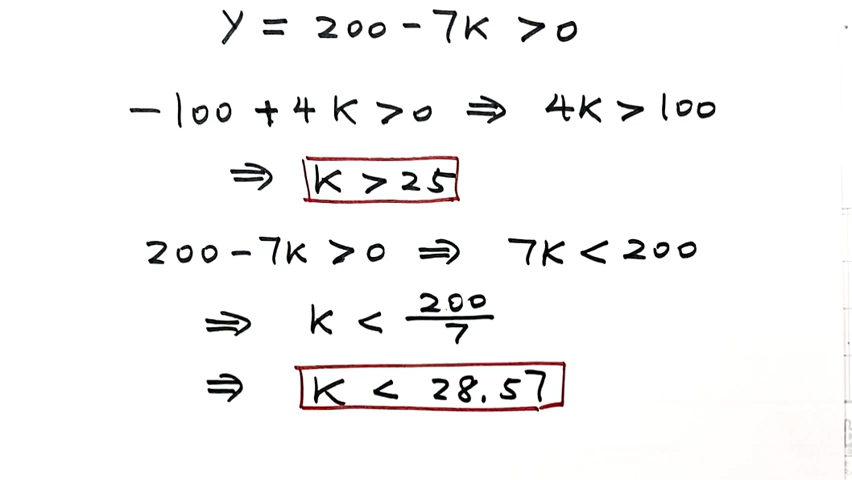 Y = 200 - 7K > 0
- 100 + 4K > 0 ⇒ 4K > 100
⇒ K > 25
200 - 7K > 0 ⇒ 7K < 200
⇒ K < 200/7
⇒ K < 28.57